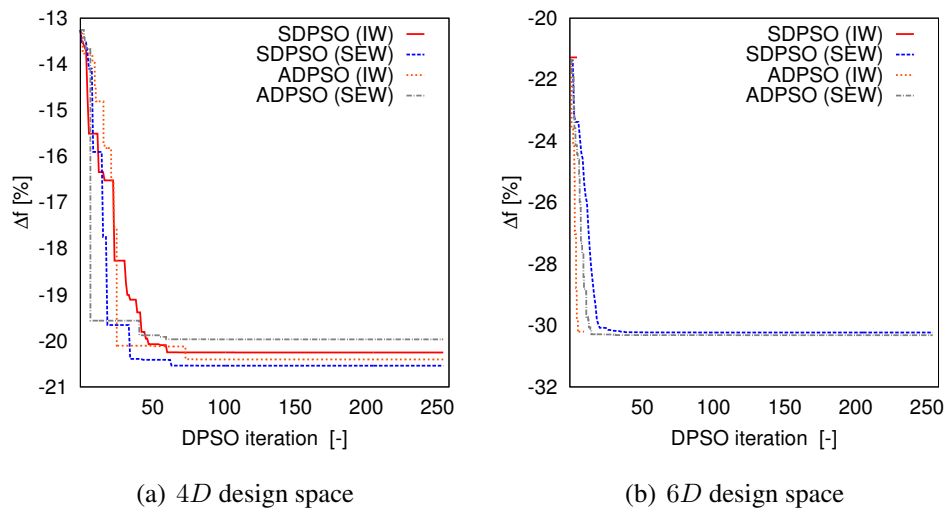 -13
-14
-15
-16
-17
-18
-19
-20
-21
Δf [%]
50
100
150
200
250
DPSO iteration [-]
SDPSO (IW)
SDPSO (SEW)
ADPSO (IW)
ADPSO (SEW)
(a) 4D design space
-20
-22
-24
-26
-28
-30
-32
Δf [%]
50
100
150
200
250
DPSO iteration [-]
SDPSO (IW)
SDPSO (SEW)
ADPSO (IW)
ADPSO (SEW)
(b) 6D design space